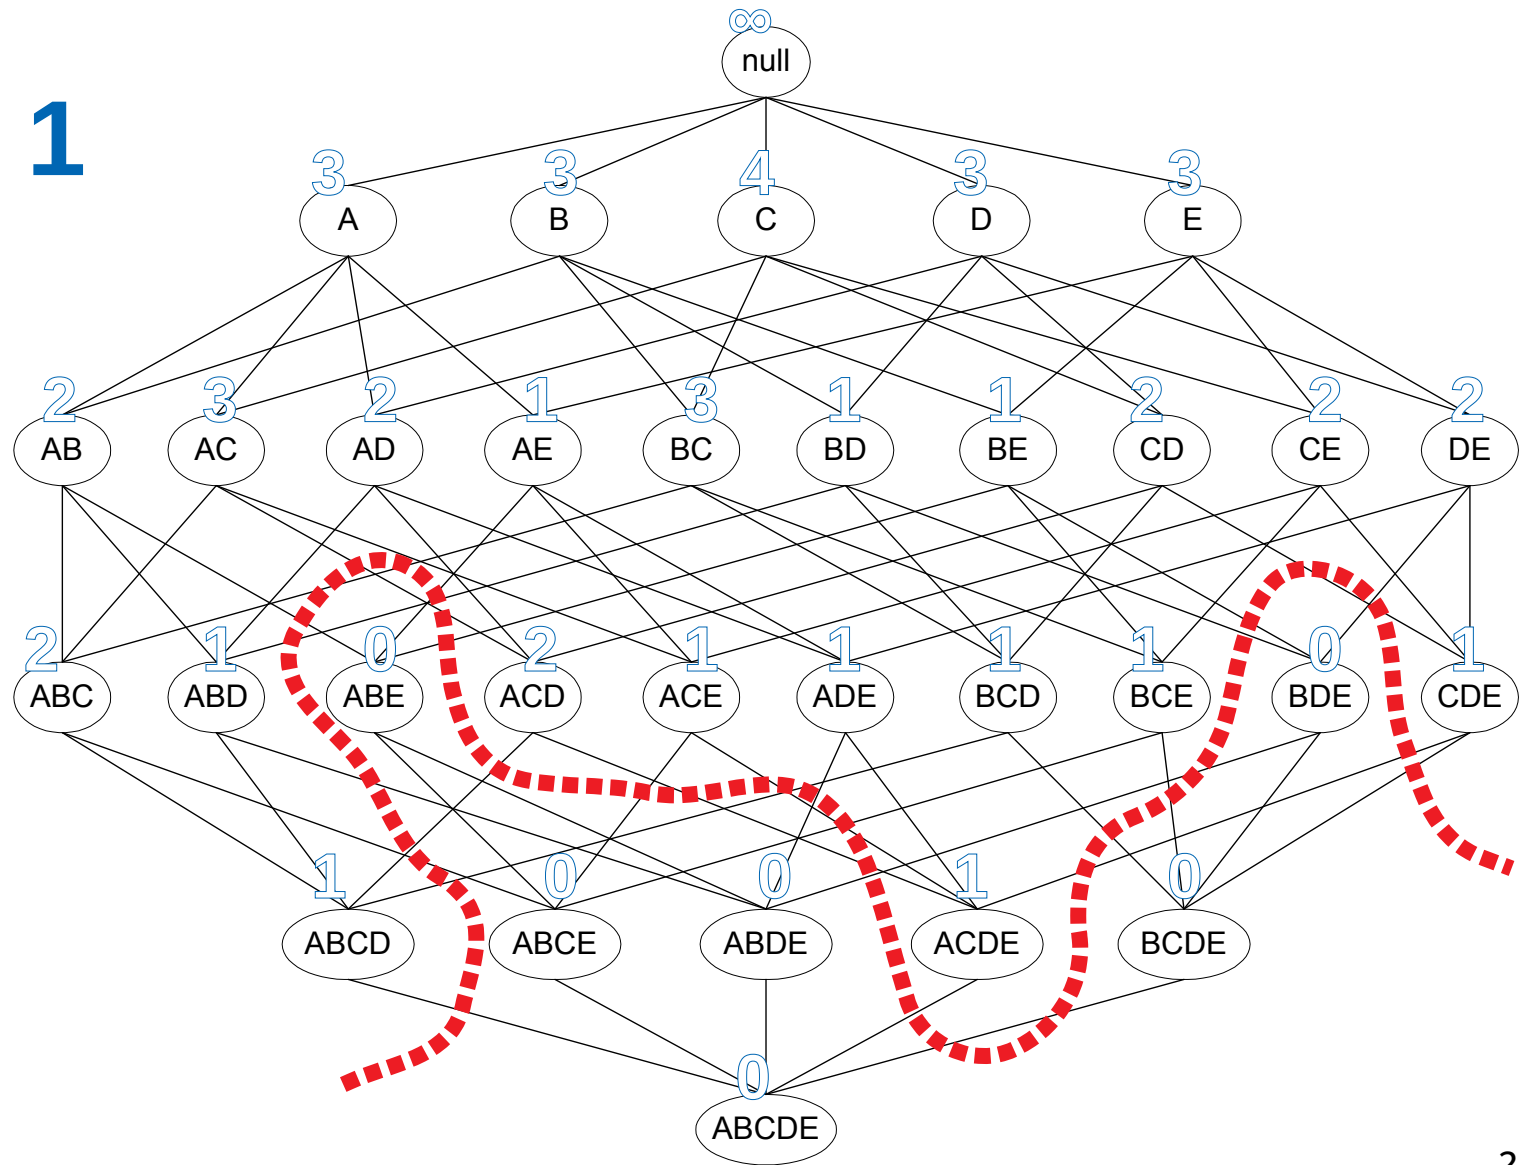 ∞
null
1
3 3 4 3 3
A B C D E
2 3 2 1 3 1 1 2 2 2
AB AC AD AE BC BD BE CD CE DE
2 1 0 2 1 1 1 1 0 1
ABC ABD ABE ACD ACE ADE BCD BCE BDE CDE
1 0 0 1 0
ABCD ABCE ABDE ACDE BCDE
0
ABCDE
2